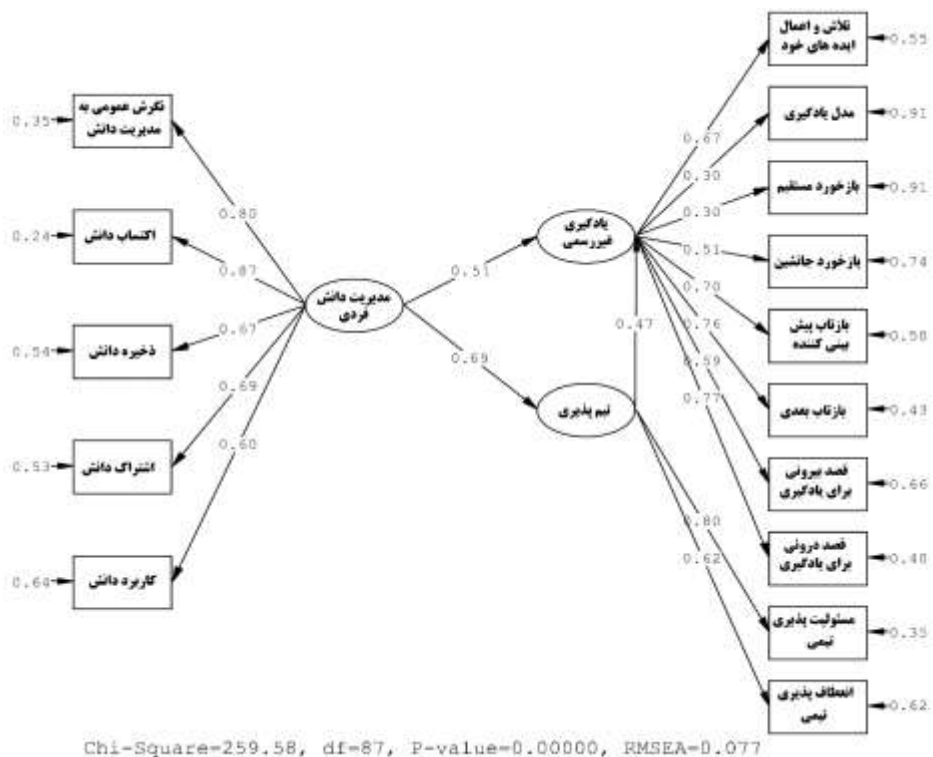 تلاش و اعمال
ایده های خود
0.55
نگرش عمومی به
مدیریت دانش
0.35
مدل یادگیری
0.91
0.67
0.30
بازخورد مستقیم
0.91
0.30
0.80
اکتساب دانش
0.24
یادگیری
غیررسمی
بازخورد جانشین
0.74
0.51
0.87
0.51
0.70
مدیریت دانش
فردی
بازتاب پیش
بینی کننده
0.47
0.76
ذخیره دانش
0.67
0.59
0.69
0.77
تیم پذیری
بازتاب بعدی
0.43
0.69
0.60
اشتراک دانش
0.53
قصد بیرونی
برای یادگیری
0.66
0.80
0.62
قصد درونی
برای یادگیری
0.40
کاربرد دانش
0.64
مسئولیت پذیری
تیمی
0.35
انعطاف پذیری
تیمی
0.62
Chi-Square=259.58, df=87, P-value=0.00000, RMSEA=0.077